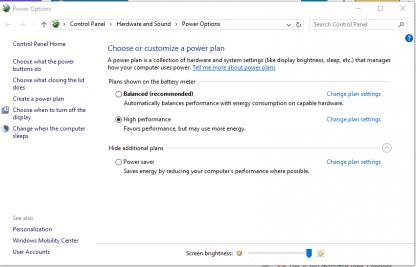 Power Options
Control Panel > Hardware and Sound > Power Options
Search Control Panel
Control Panel Home
Choose what the power
buttons do
Choose what closing the lid
does
Create a power plan
Choose when to turn off the
display
Change when the computer
sleeps
Choose or customize a power plan
A power plan is a collection of hardware and system settings (like display brightness, sleep, etc.) that manages
how your computer uses power. Tell me more about power plans
Plans shown on the battery meter
Balanced (recommended) Change plan settings
Automatically balances performance with energy consumption on capable hardware.
High performance Change plan settings
Favors performance, but may use more energy.
Hide additional plans
Power saver Change plan settings
Saves energy by reducing your computer's performance where possible.
See also
Personalization
Windows Mobility Center
User Accounts
Screen brightness: